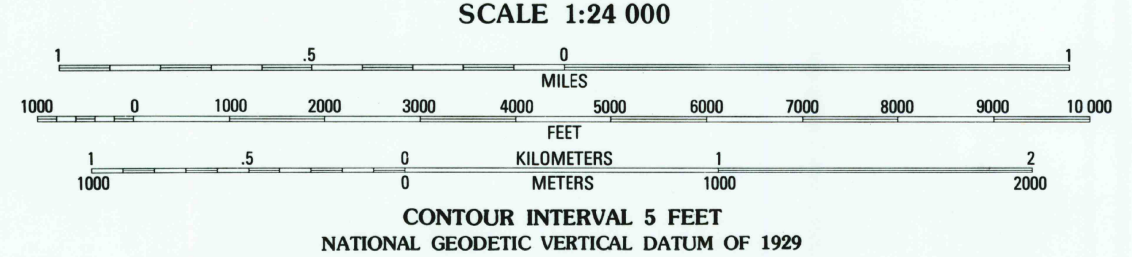 SCALE 1:24 000
1 .5 0 1
MILES
1000 0 1000 2000 3000 4000 5000 6000 7000 8000 9000 10 000
FEET
1 .5 0 KILOMETERS 1 2
1000 0 METERS 1000 2000
CONTOUR INTERVAL 5 FEET
NATIONAL GEODETIC VERTICAL DATUM OF 1929